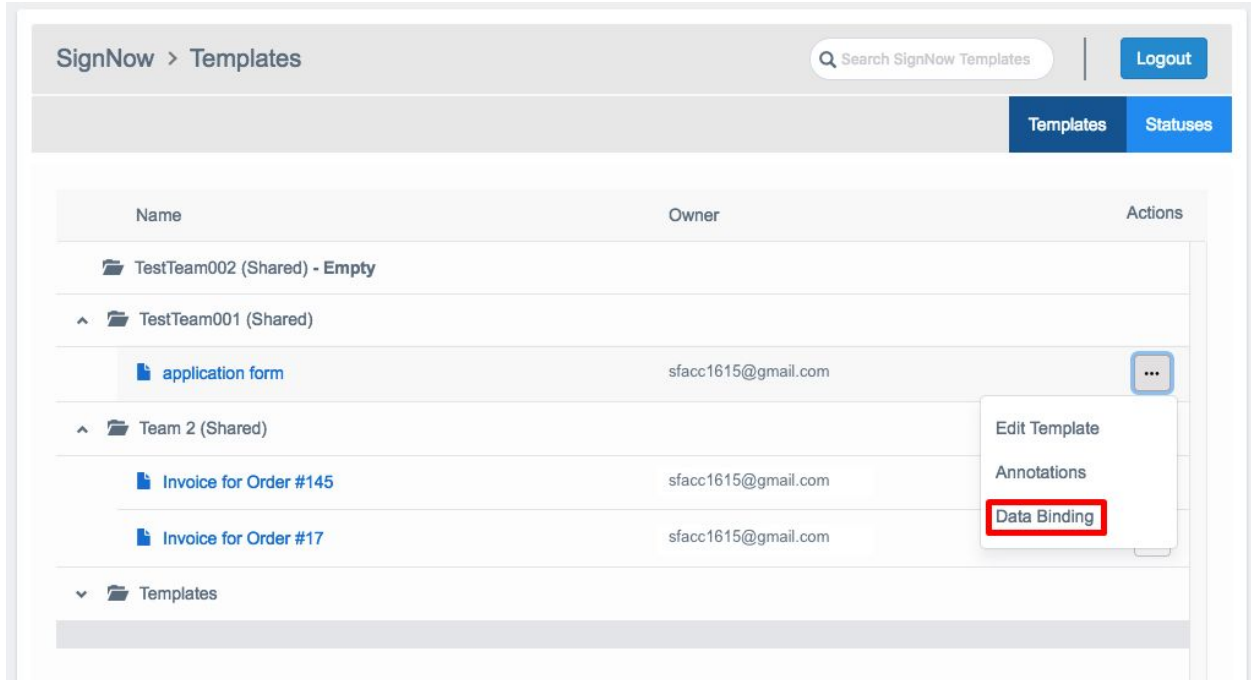 SignNow > Templates
Search SignNow Templates
Logout
Templates
Statuses
Name
Owner
Actions
TestTeam002 (Shared) - Empty
TestTeam001 (Shared)
application form
sfacc1615@gmail.com
...
Team 2 (Shared)
Edit Template
Invoice for Order #145
sfacc1615@gmail.com
Annotations
Data Binding
Invoice for Order #17
sfacc1615@gmail.com
Templates